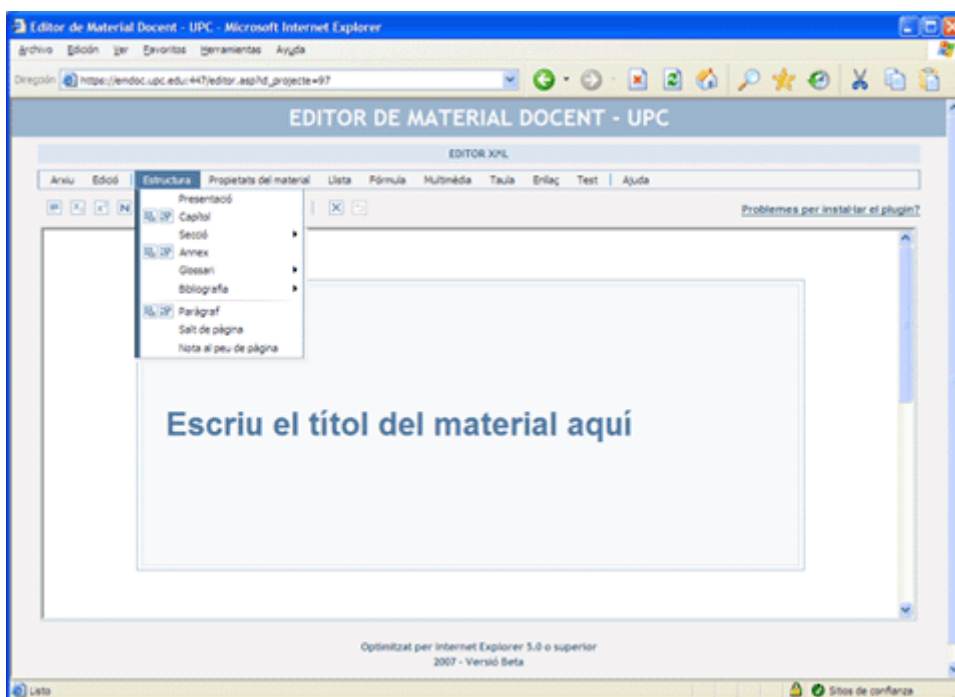 Editor de Material Docent - UPC - Microsoft Internet Explorer
Archivo Edición Ver Favoritos Herramientas Ayuda
Dirección https://endoc.upc.edu:447/editor.asp?id_projecte=97
EDITOR DE MATERIAL DOCENT - UPC
EDITOR XML
Arxiu Edició Estructura Propietats del material Llista Fórmula Multimèdia Taula Enllaç Test Ajuda
Problemes per instal·lar el plugin?
Presentació
Capítol
Secció
Annex
Glossari
Bibliografia
Paràgraf
Salt de pàgina
Nota al peu de pàgina
Escriu el títol del material aquí
Optimitzat per Internet Explorer 5.0 o superior
2007 - Versió Beta
Listo Sitios de confianza